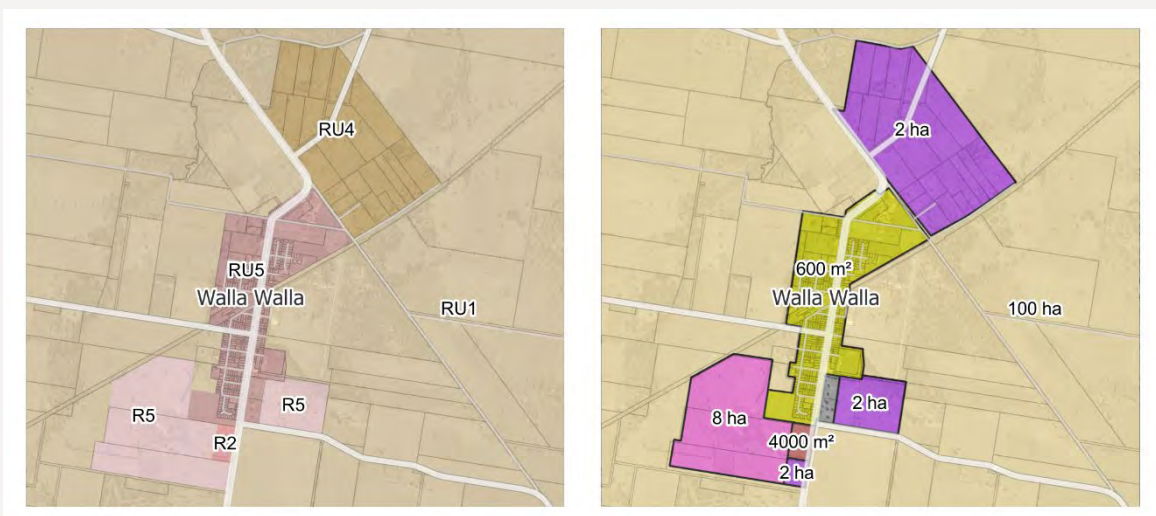 RU4
RU5
Walla Walla
RU1
R5
R5
R2
2 ha
600 m²
Walla Walla
100 ha
8 ha
2 ha
4000 m²
2 ha